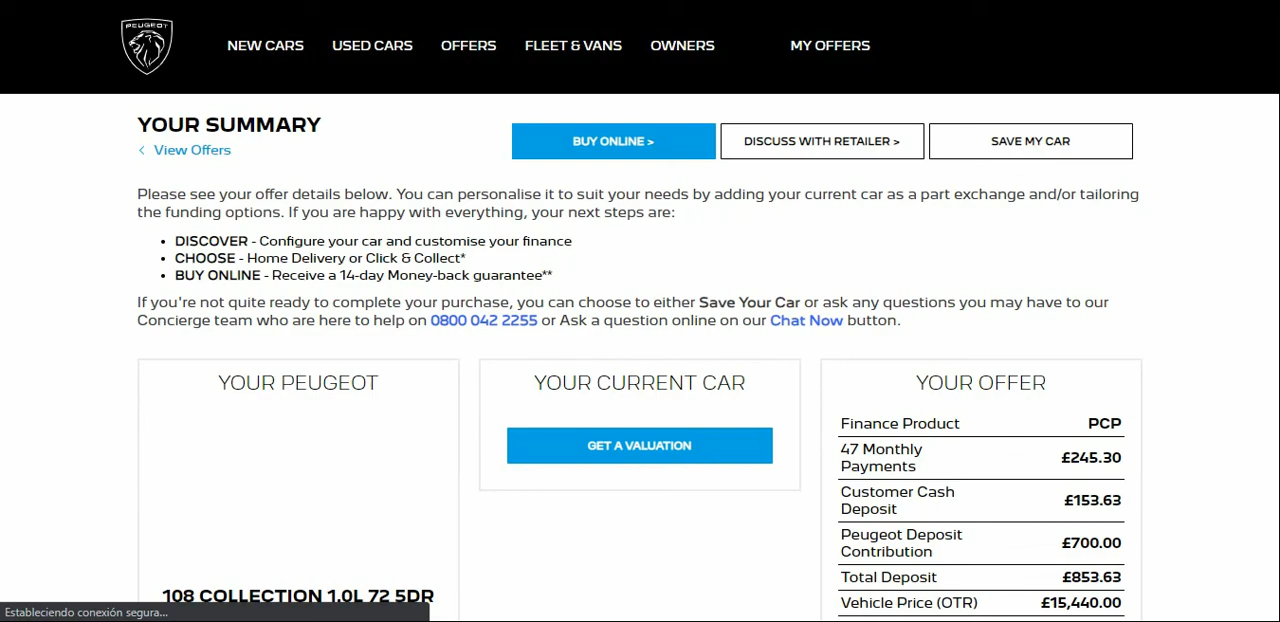 PEUGEOT
NEW CARS
USED CARS
OFFERS
FLEET & VANS
OWNERS
MY OFFERS
YOUR SUMMARY
< View Offers
BUY ONLINE >
DISCUSS WITH RETAILER >
SAVE MY CAR
Please see your offer details below. You can personalise it to suit your needs by adding your current car as a part exchange and/or tailoring
the funding options. If you are happy with everything, your next steps are:
• DISCOVER - Configure your car and customise your finance
• CHOOSE - Home Delivery or Click & Collect*
• BUY ONLINE - Receive a 14-day Money-back guarantee**
If you're not quite ready to complete your purchase, you can choose to either Save Your Car or ask any questions you may have to our
Concierge team who are here to help on 0800 042 2255 or Ask a question online on our Chat Now button.
YOUR PEUGEOT
108 COLLECTION 1.0L 72 5DR
YOUR CURRENT CAR
GET A VALUATION
YOUR OFFER
Finance Product PCP
47 Monthly
Payments £245.30
Customer Cash
Deposit £153.63
Peugeot Deposit
Contribution £700.00
Total Deposit £853.63
Vehicle Price (OTR) £15,440.00
Estableciendo conexión segura...